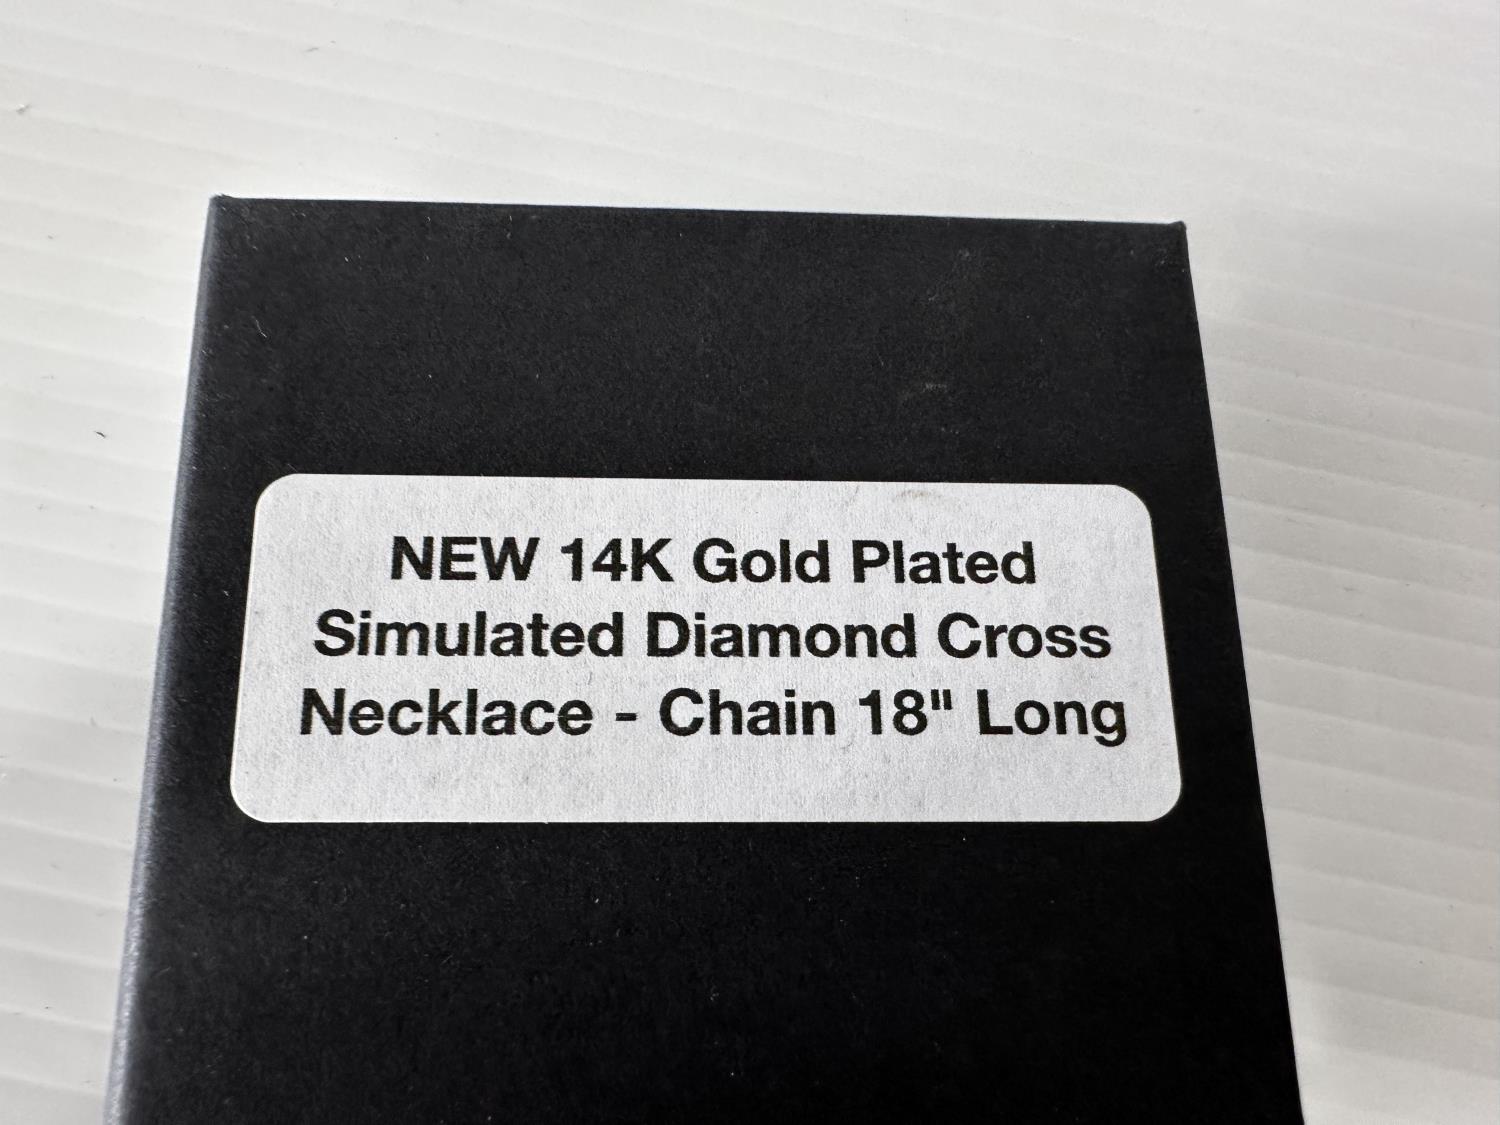 NEW 14K Gold Plated
Simulated Diamond Cross
Necklace - Chain 18" Long